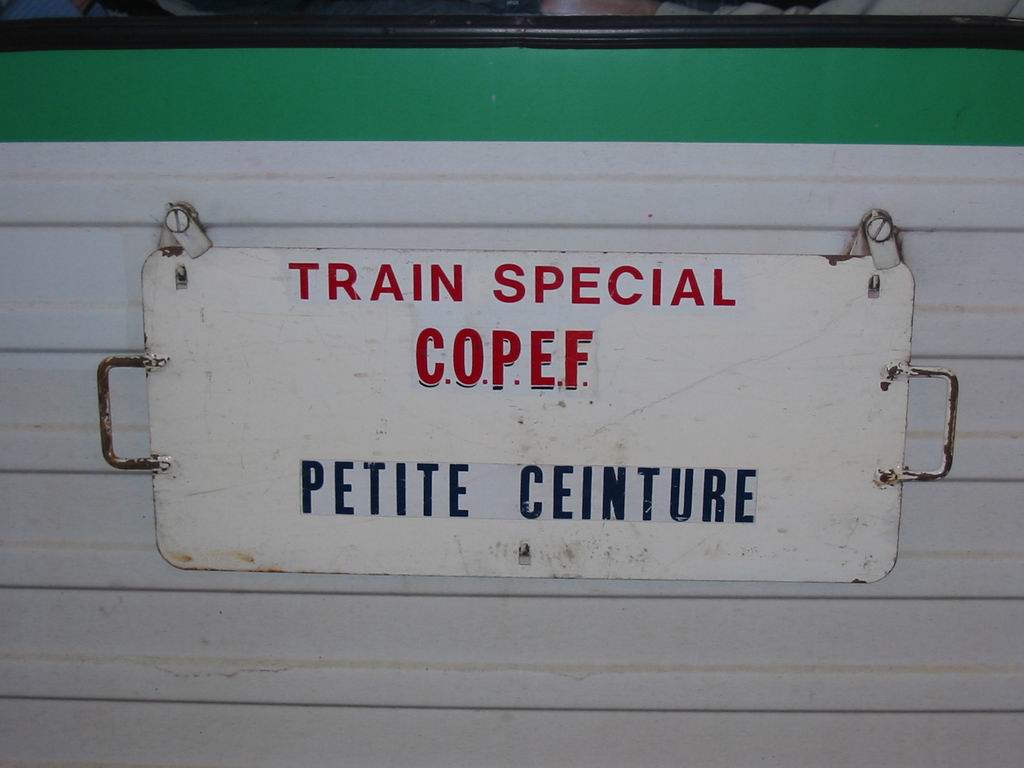 TRAIN SPECIAL
C.O.P.E.F.
PETITE CEINTURE